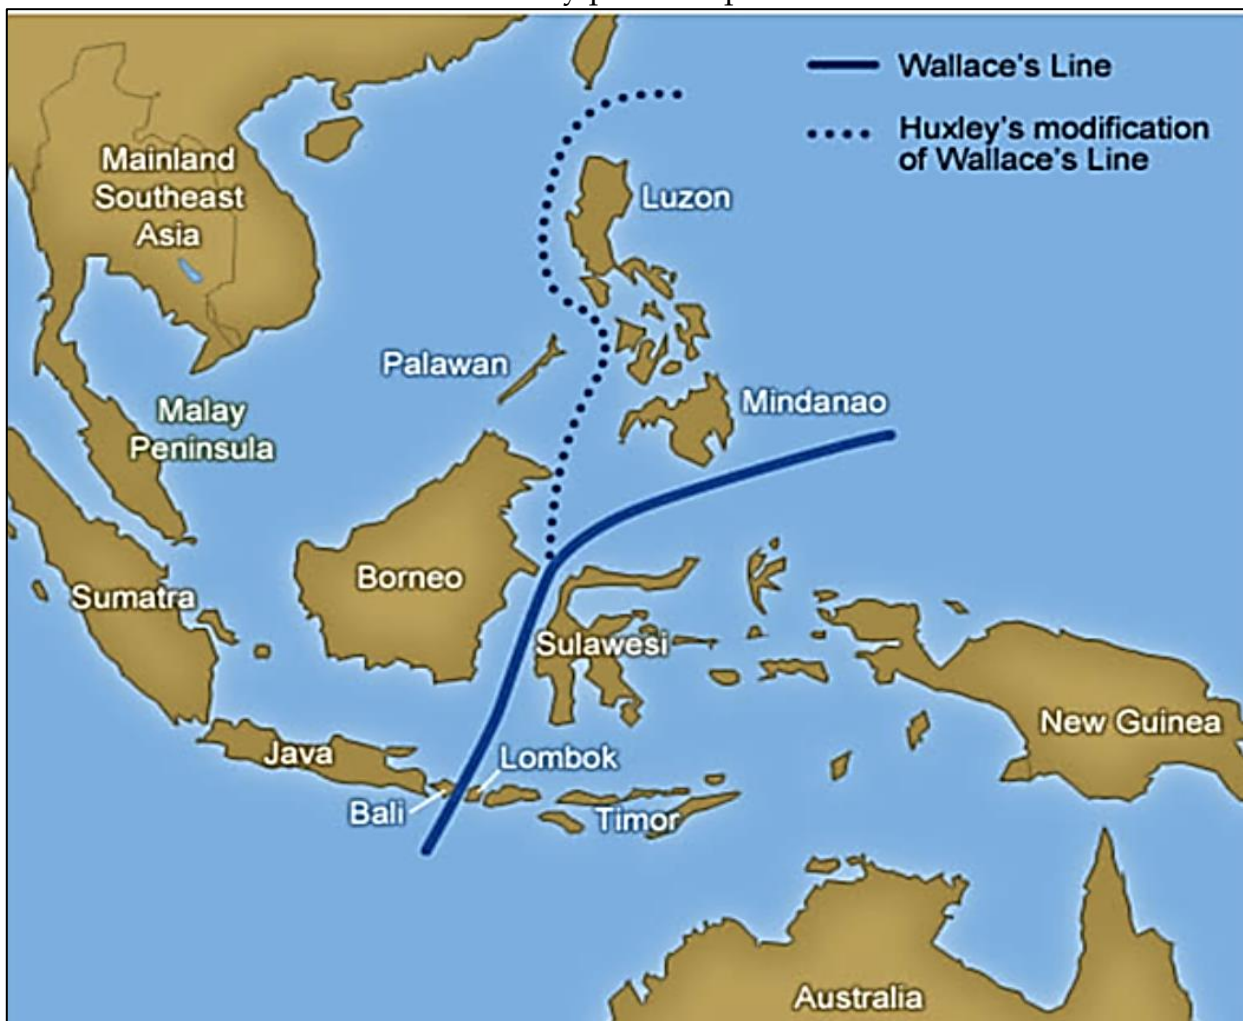 Wallace's Line
Huxley's modification
of Wallace's Line
Mainland
Southeast
Asia
Luzon
Palawan
Mindanao
Malay
Peninsula
Borneo
Sumatra
Sulawesi
New Guinea
Java
Lombok
Bali
Timor
Australia